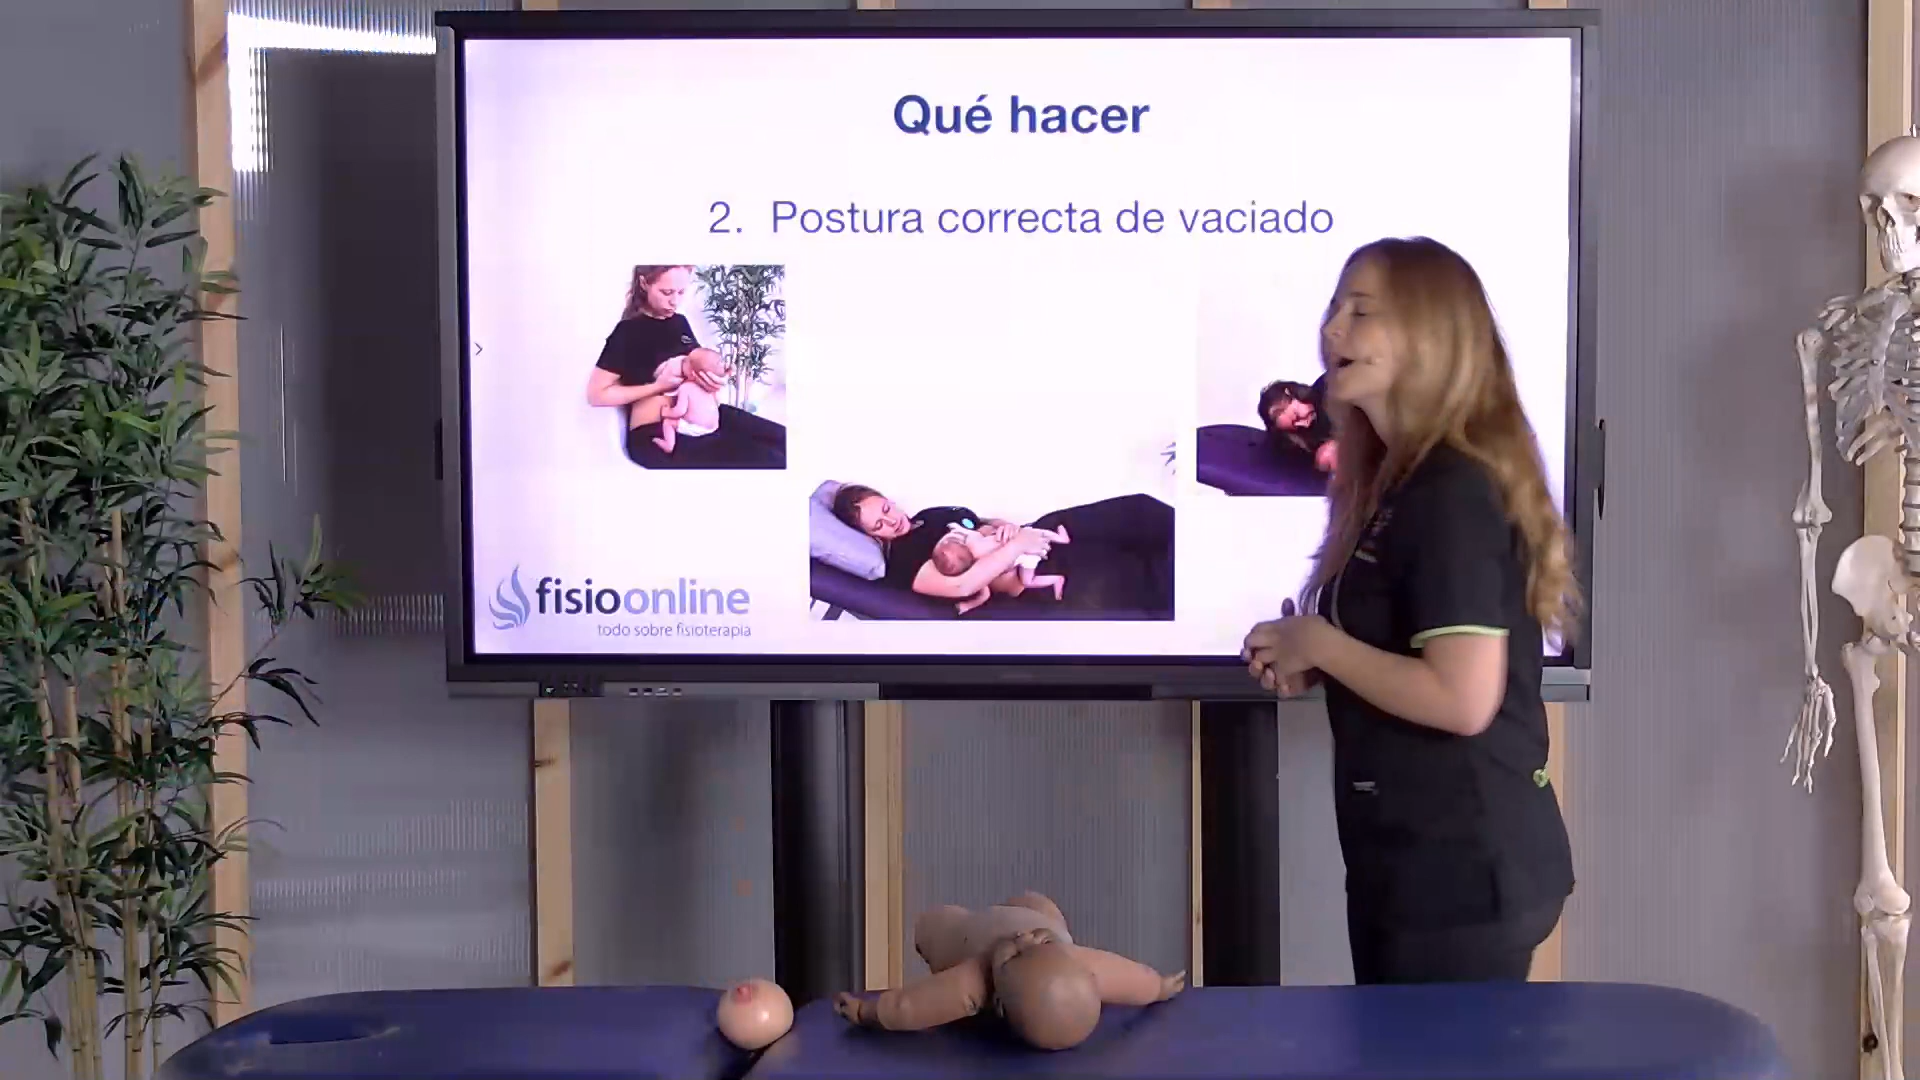 Qué hacer
2. Postura correcta de vaciado
fisioonline
todo sobre fisioterapia